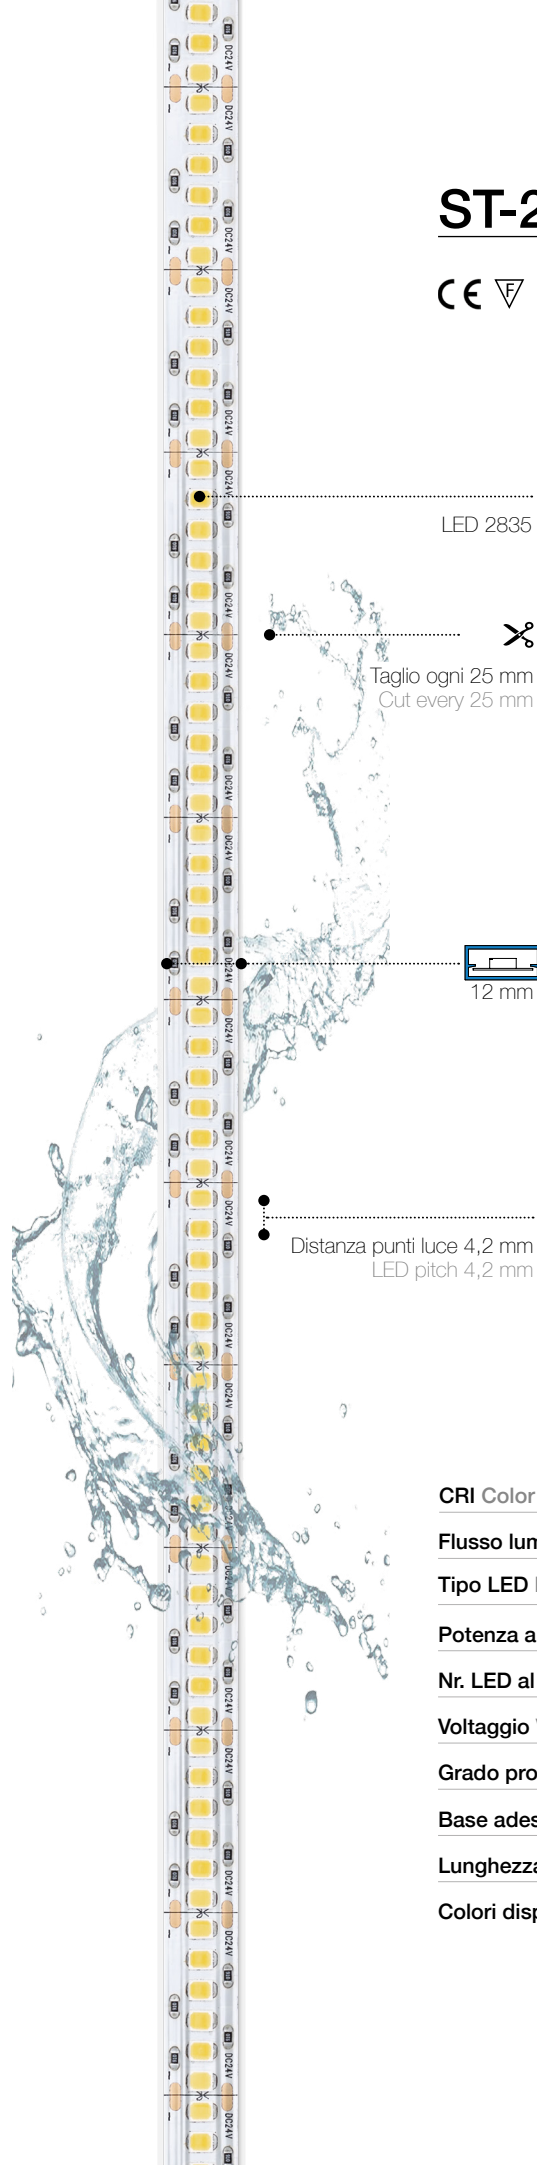 ST-2
CE F
LED 2835
Taglio ogni 25 mm
Cut every 25 mm
12 mm
Distanza punti luce 4,2 mm
LED pitch 4,2 mm
CRI Color
Flusso lum
Tipo LED
Potenza a
Nr. LED al
Voltaggio
Grado pro
Base ades
Lunghezza
Colori disp
DC24V